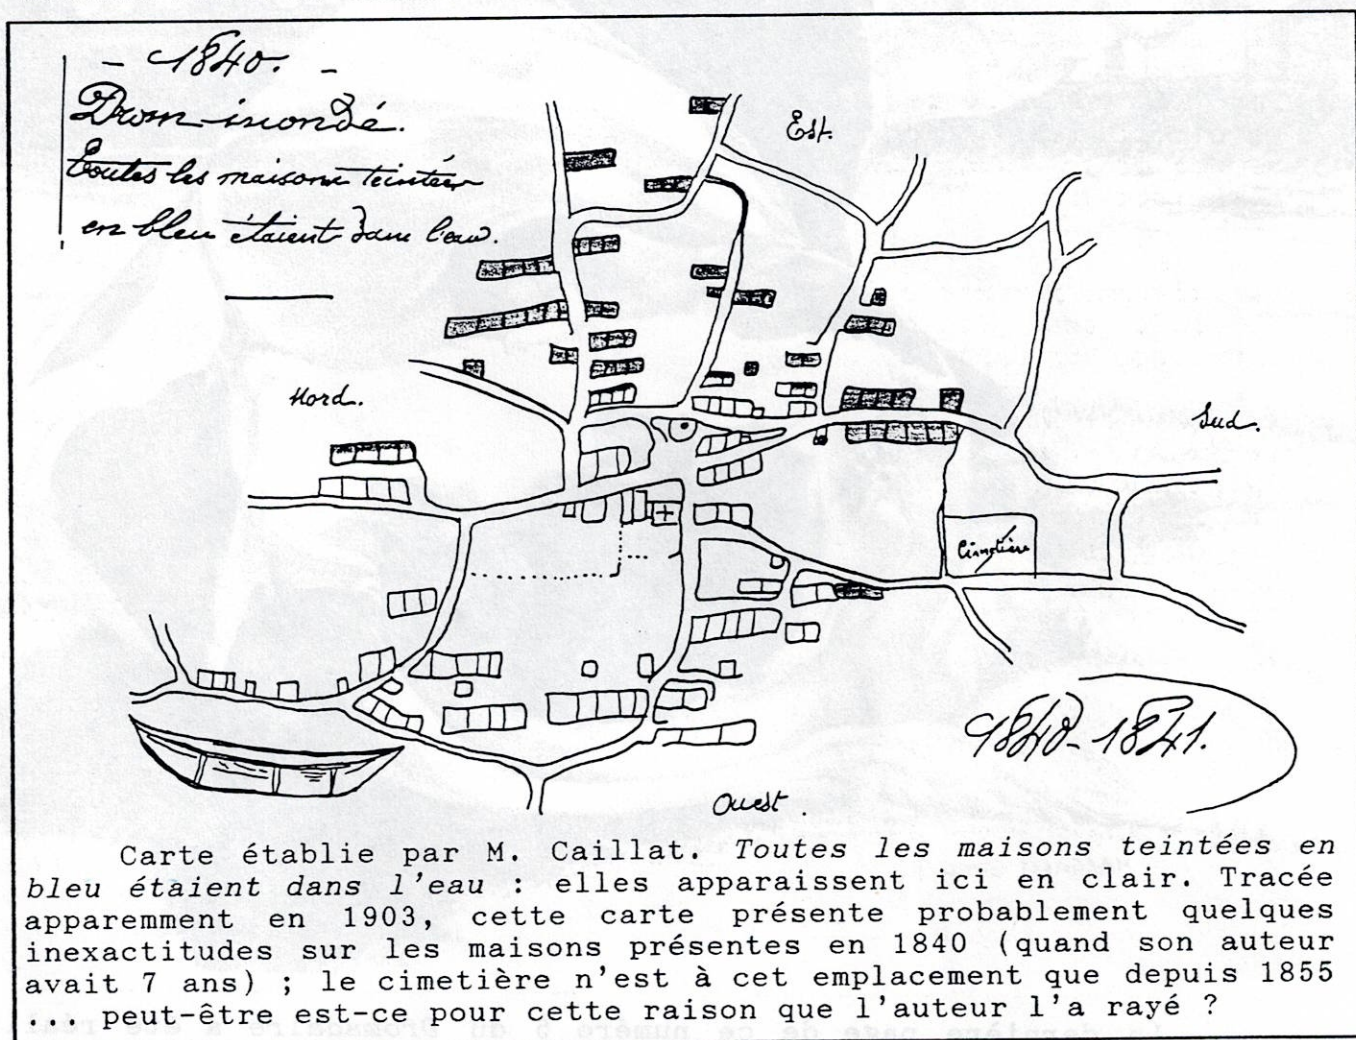 - 1840. -
Drom inondé.
Toutes les maisons teintées
en bleu étaient dans l'eau.
Est.
Nord.
Sud.
Cimetière
1840-1841.
Ouest.
Carte établie par M. Caillat. Toutes les maisons teintées en
bleu étaient dans l'eau : elles apparaissent ici en clair. Tracée
apparemment en 1903, cette carte présente probablement quelques
inexactitudes sur les maisons présentes en 1840 (quand son auteur
avait 7 ans) ; le cimetière n'est à cet emplacement que depuis 1855
... peut-être est-ce pour cette raison que l'auteur l'a rayé ?